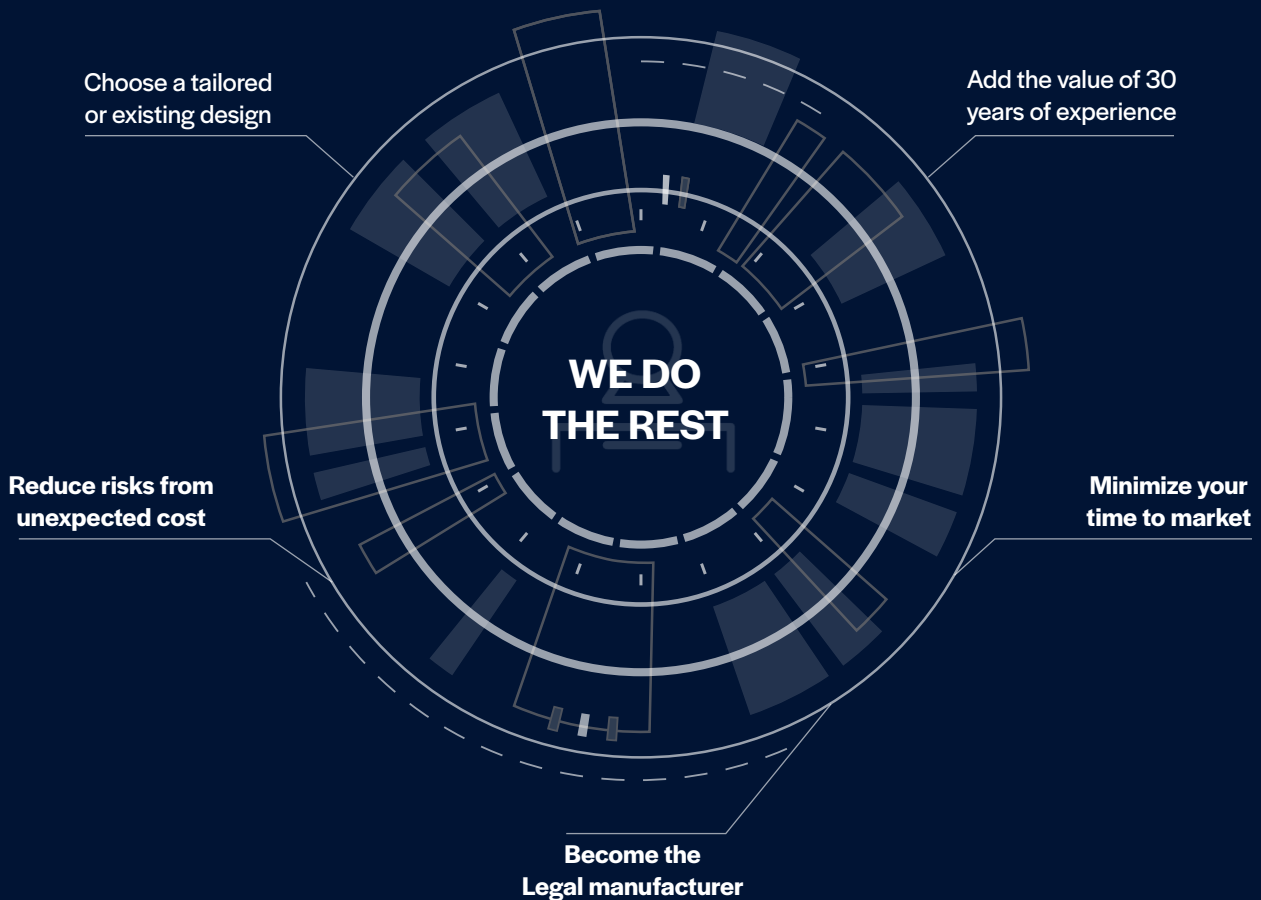 Choose a tailored
or existing design
Add the value of 30
years of experience
WE DO
THE REST
Reduce risks from
unexpected cost
Minimize your
time to market
Become the
Legal manufacturer